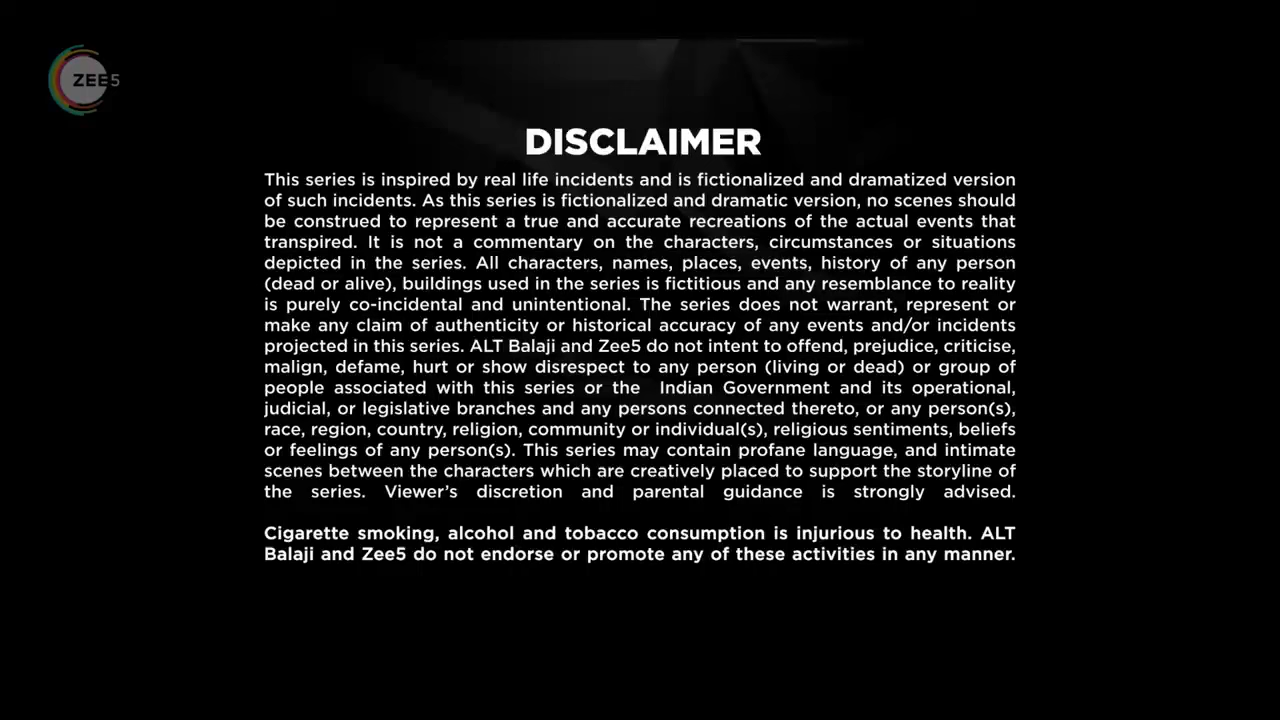 ZEE5
DISCLAIMER
This series is inspired by real life incidents and is fictionalized and dramatized version
of such incidents. As this series is fictionalized and dramatic version, no scenes should
be construed to represent a true and accurate recreations of the actual events that
transpired. It is not a commentary on the characters, circumstances or situations
depicted in the series. All characters, names, places, events, history of any person
(dead or alive), buildings used in the series is fictitious and any resemblance to reality
is purely co-incidental and unintentional. The series does not warrant, represent or
make any claim of authenticity or historical accuracy of any events and/or incidents
projected in this series. ALT Balaji and Zee5 do not intent to offend, prejudice, criticise,
malign, defame, hurt or show disrespect to any person (living or dead) or group of
people associated with this series or the Indian Government and its operational,
judicial, or legislative branches and any persons connected thereto, or any person(s),
race, region, country, religion, community or individual(s), religious sentiments, beliefs
or feelings of any person(s). This series may contain profane language, and intimate
scenes between the characters which are creatively placed to support the storyline of
the series. Viewer's discretion and parental guidance is strongly advised.
Cigarette smoking, alcohol and tobacco consumption is injurious to health. ALT
Balaji and Zee5 do not endorse or promote any of these activities in any manner.